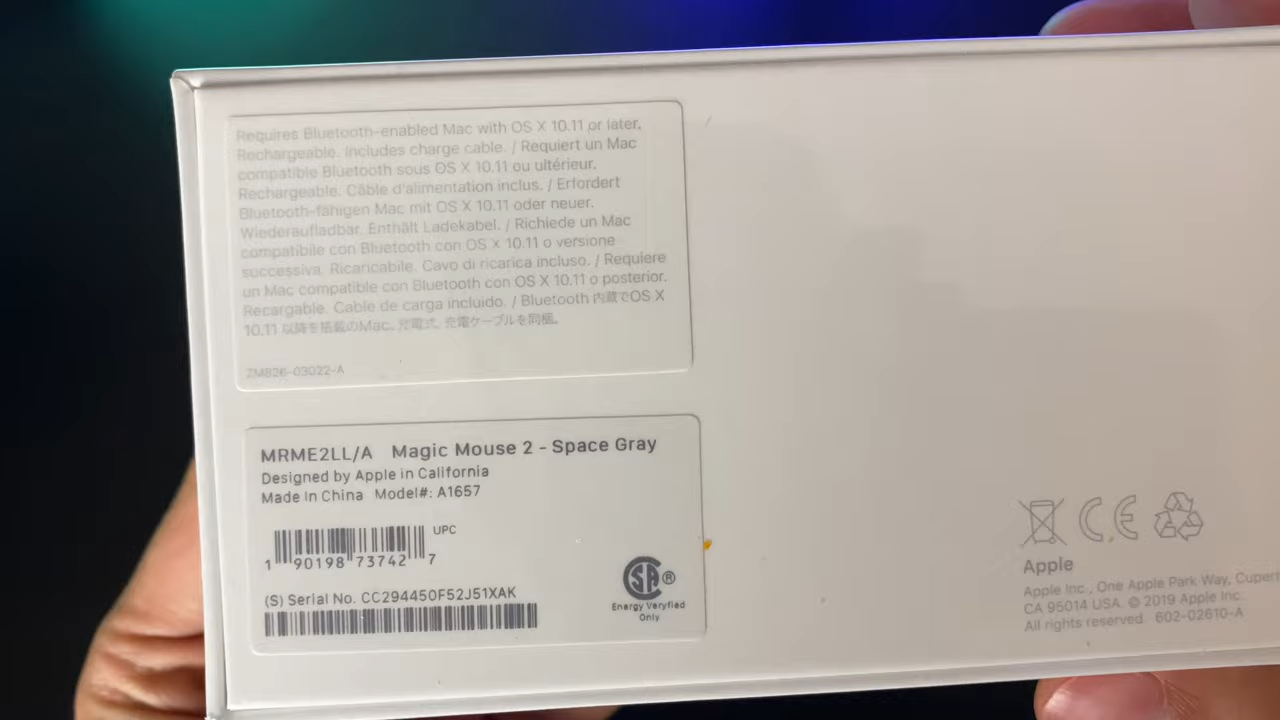 Requires Bluetooth-enabled Mac with OS X 10.11 or later.
Rechargeable. Includes charge cable. / Requiert un Mac
compatible Bluetooth sous OS X 10.11 ou ultérieur.
Rechargeable. Câble d'alimentation inclus. / Erfordert
Bluetooth-fähigen Mac mit OS X 10.11 oder neuer.
Wiederaufladbar. Enthält Ladekabel. / Richiede un Mac
compatibile con Bluetooth con OS X 10.11 o versione
successiva. Ricaricabile. Cavo di ricarica incluso. / Requiere
un Mac compatible con Bluetooth con OS X 10.11 o posterior.
Recargable. Cable de carga incluido. / Bluetooth 内蔵でOS X
10.11 以降を搭載のMac。充電式。充電ケーブルを同梱。
ZM826-03022-A
MRME2LL/A Magic Mouse 2 - Space Gray
Designed by Apple in California
Made In China Model#: A1657
UPC
1 90198 73742 7
(S) Serial No. CC294450F52J51XAK
SA®
Energy Veryfied
Only
CE
Apple
Apple Inc., One Apple Park Way, Cupert
CA 95014 USA. © 2019 Apple Inc.
All rights reserved. 602-02610-A